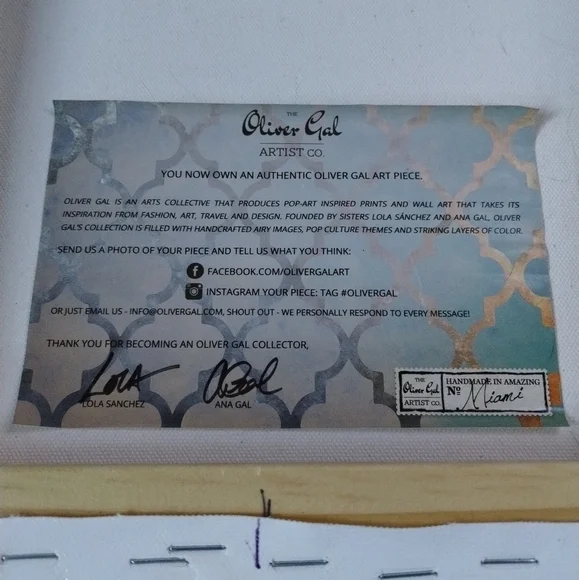 THE
Oliver Gal
ARTIST CO.
YOU NOW OWN AN AUTHENTIC OLIVER GAL ART PIECE.
OLIVER GAL IS AN ARTS COLLECTIVE THAT PRODUCES POP-ART INSPIRED PRINTS AND WALL ART THAT TAKES ITS
INSPIRATION FROM FASHION, ART, TRAVEL AND DESIGN. FOUNDED BY SISTERS LOLA SÁNCHEZ AND ANA GAL, OLIVER
GAL'S COLLECTION IS FILLED WITH HANDCRAFTED AIRY IMAGES, POP CULTURE THEMES AND STRIKING LAYERS OF COLOR.
SEND US A PHOTO OF YOUR PIECE AND TELL US WHAT YOU THINK:
f FACEBOOK.COM/OLIVERGALART
INSTAGRAM YOUR PIECE: TAG #OLIVERGAL
OR JUST EMAIL US - INFO@OLIVERGAL.COM, SHOUT OUT - WE PERSONALLY RESPOND TO EVERY MESSAGE!
THANK YOU FOR BECOMING AN OLIVER GAL COLLECTOR,
LOLA
LOLA SANCHEZ
ANA GAL
THE
Oliver Gal
ARTIST CO.
HANDMADE IN AMAZING
Nº Miami